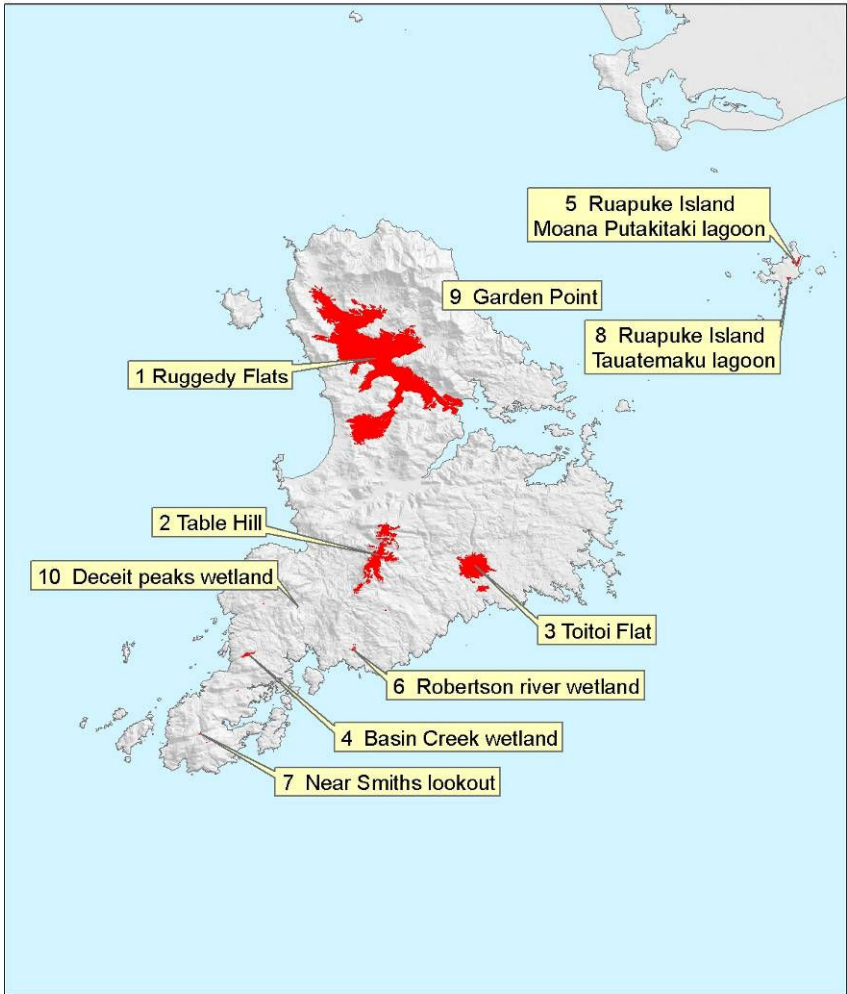 5 Ruapuke Island
Moana Putakitaki lagoon
9 Garden Point
8 Ruapuke Island
Tauatemaku lagoon
1 Ruggedy Flats
2 Table Hill
10 Deceit peaks wetland
3 Toitoi Flat
6 Robertson river wetland
4 Basin Creek wetland
7 Near Smiths lookout